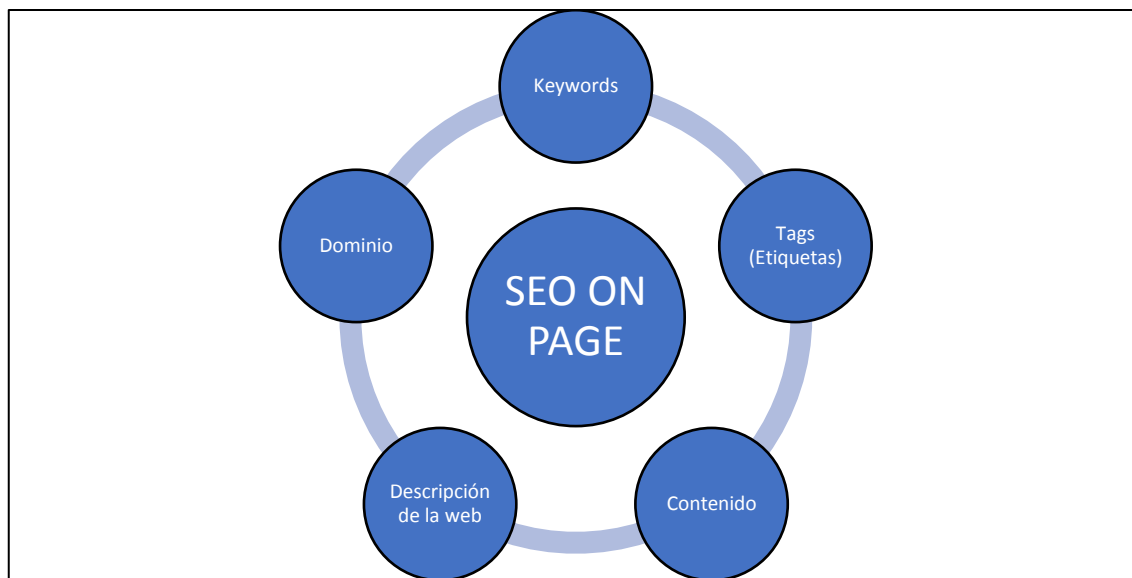 Keywords
Tags
(Etiquetas)
Dominio
SEO ON
PAGE
Descripción
de la web
Contenido